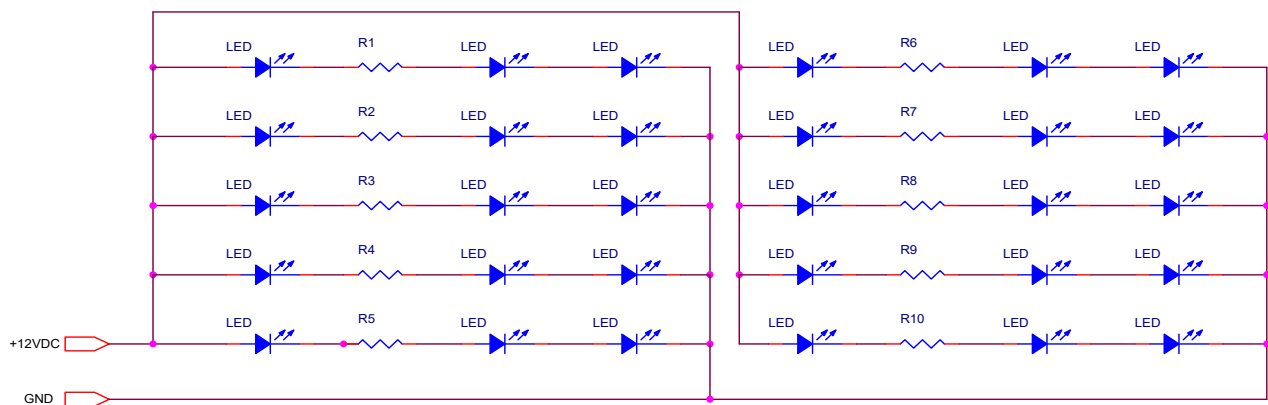 LED R1 LED LED LED R6 LED LED
LED R2 LED LED LED R7 LED LED
LED R3 LED LED LED R8 LED LED
LED R4 LED LED LED R9 LED LED
LED R5 LED LED LED R10 LED LED
+12VDC
GND